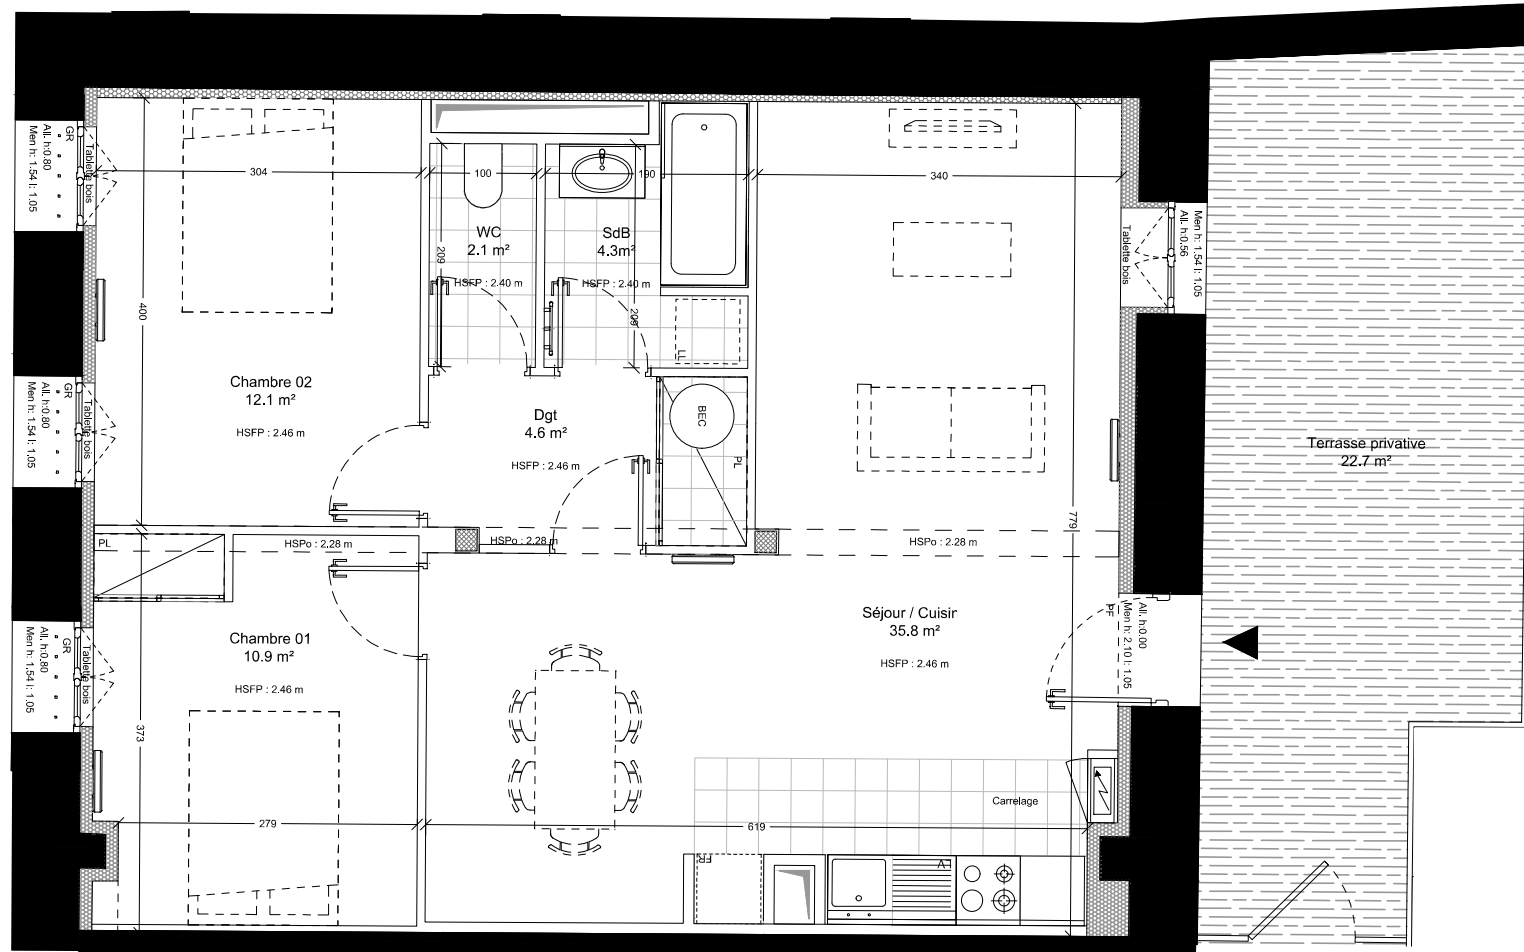 GR
All. h:0.80
Men h: 1.54 l: 1.05
Tablette bois
304
100
190
340
WC
2.1 m²
HSFP : 2.40 m
209
SdB
4.3m²
HSFP : 2.40 m
209
LL
Men h: 1.54 l: 1.05
All. h:0.56
Tablette bois
400
Chambre 02
12.1 m²
HSFP : 2.46 m
GR
All. h:0.80
Men h: 1.54 l: 1.05
Tablette bois
Dgt
4.6 m²
HSFP : 2.46 m
BEC
PL
Terrasse privative
22.7 m²
779
PL
HSPo : 2.28 m
HSPo : 2.28 m
HSPo : 2.28 m
GR
All. h:0.80
Men h: 1.54 l: 1.05
Tablette bois
Chambre 01
10.9 m²
HSFP : 2.46 m
Séjour / Cuisir
35.8 m²
HSFP : 2.46 m
PF
All. h:0.00
Men h: 2.10 l: 1.05
373
279
619
Carrelage
FR
LV